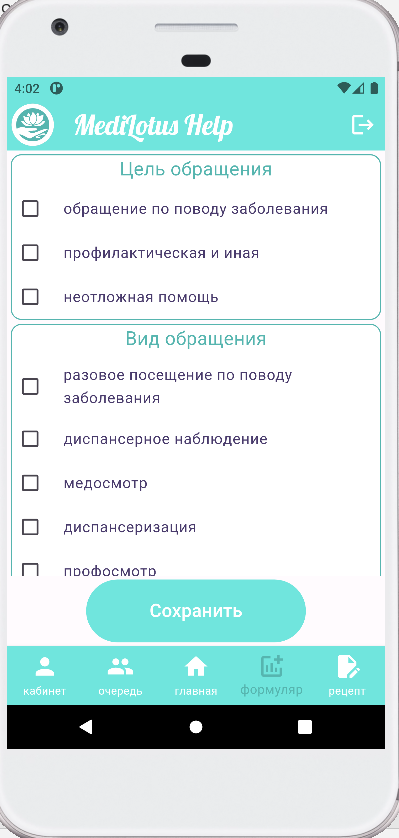 4:02
MediLotus Help
Цель обращения
обращение по поводу заболевания
профилактическая и иная
неотложная помощь
Вид обращения
разовое посещение по поводу
заболевания
диспансерное наблюдение
медосмотр
диспансеризация
профосмотр
Сохранить
кабинет
очередь
главная
формуляр
рецепт